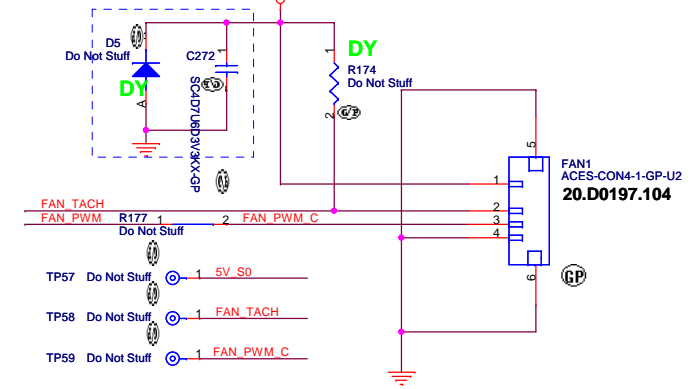 D5
Do Not Stuff
DY
A
1
C272
SC4D7U6D3V3KX-GP
DY
1
R174
Do Not Stuff
2
5
FAN1
ACES-CON4-1-GP-U2
20.D0197.104
1
2
3
4
6
GP
FAN_TACH
FAN_PWM
R177
1
2
FAN_PWM_C
Do Not Stuff
TP57 Do Not Stuff 1 5V_S0
TP58 Do Not Stuff 1 FAN_TACH
TP59 Do Not Stuff 1 FAN_PWM_C